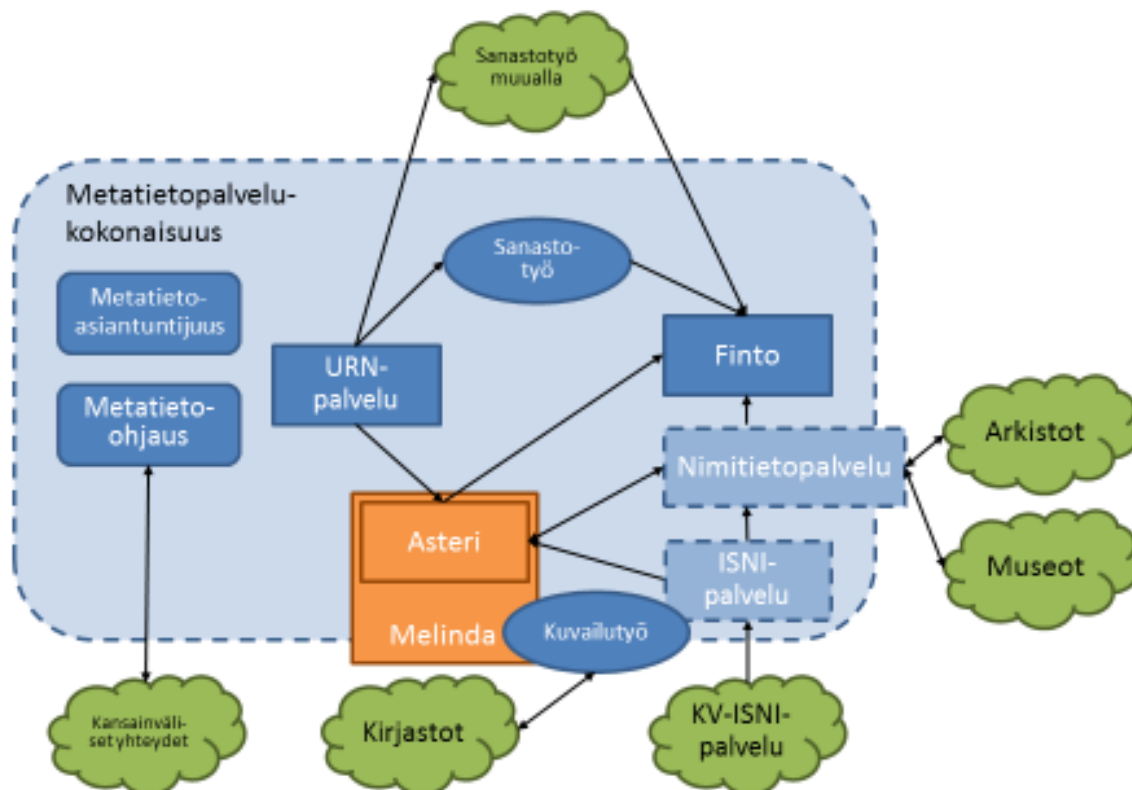 Sanastotyö
muualla
Metatietopalvelu-
kokonaisuus
Sanasto-
työ
Metatieto-
asiantuntijuus
URN-
palvelu
Finto
Metatieto-
ohjaus
Arkistot
Nimitietopalvelu
Asteri
ISNI-
palvelu
Museot
Melinda
Kuvailutyö
Kansainväli-
set yhteydet
Kirjastot
KV-ISNI-
palvelu